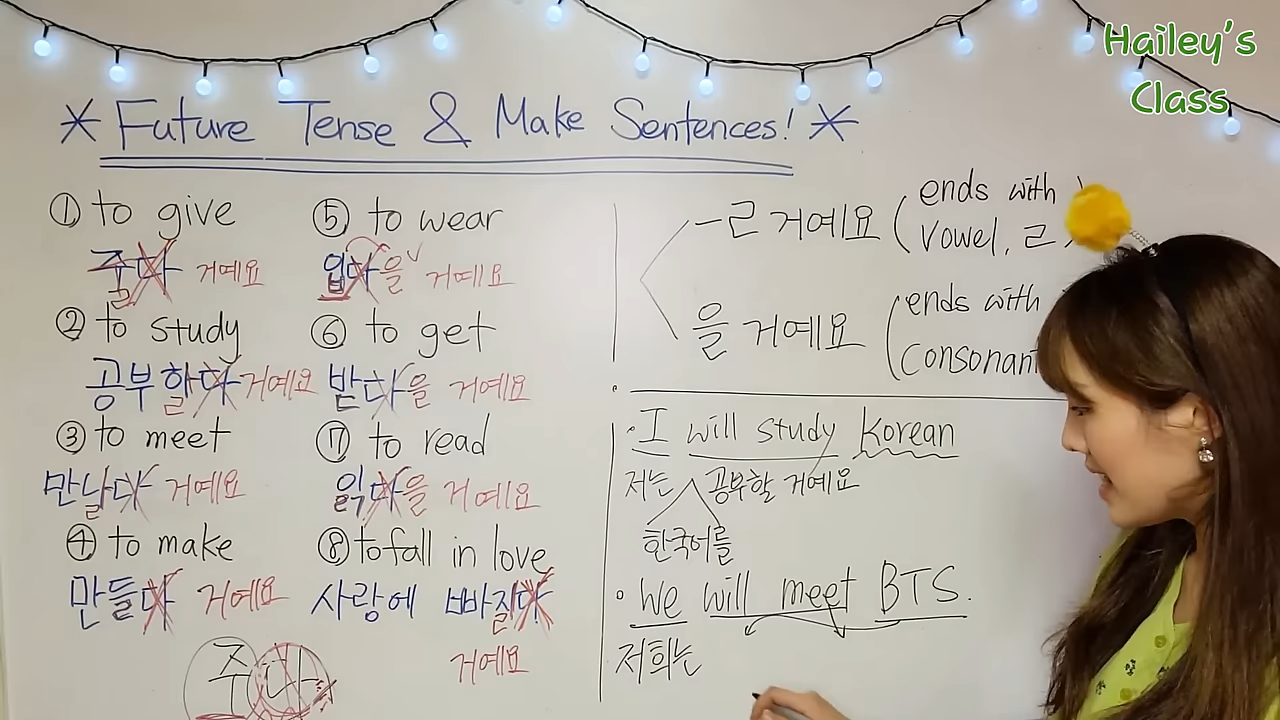 Hailey's
Class
* Future Tense & Make Sentences! *
① to give
줄다 거예요
② to study
공부할다 거예요
③ to meet
만날다 거예요
④ to make
만들다 거예요
주다
⑤ to wear
입다을 거예요
⑥ to get
받다을 거예요
⑦ to read
읽다을 거예요
⑧ to fall in love
사랑에 빠질다
거예요
-ㄹ 거예요 (ends with
vowel, ㄹ)
을 거예요 (ends with
consonant
· I will study Korean
저는 공부할 거예요
한국어를
· We will meet BTS.
저희는